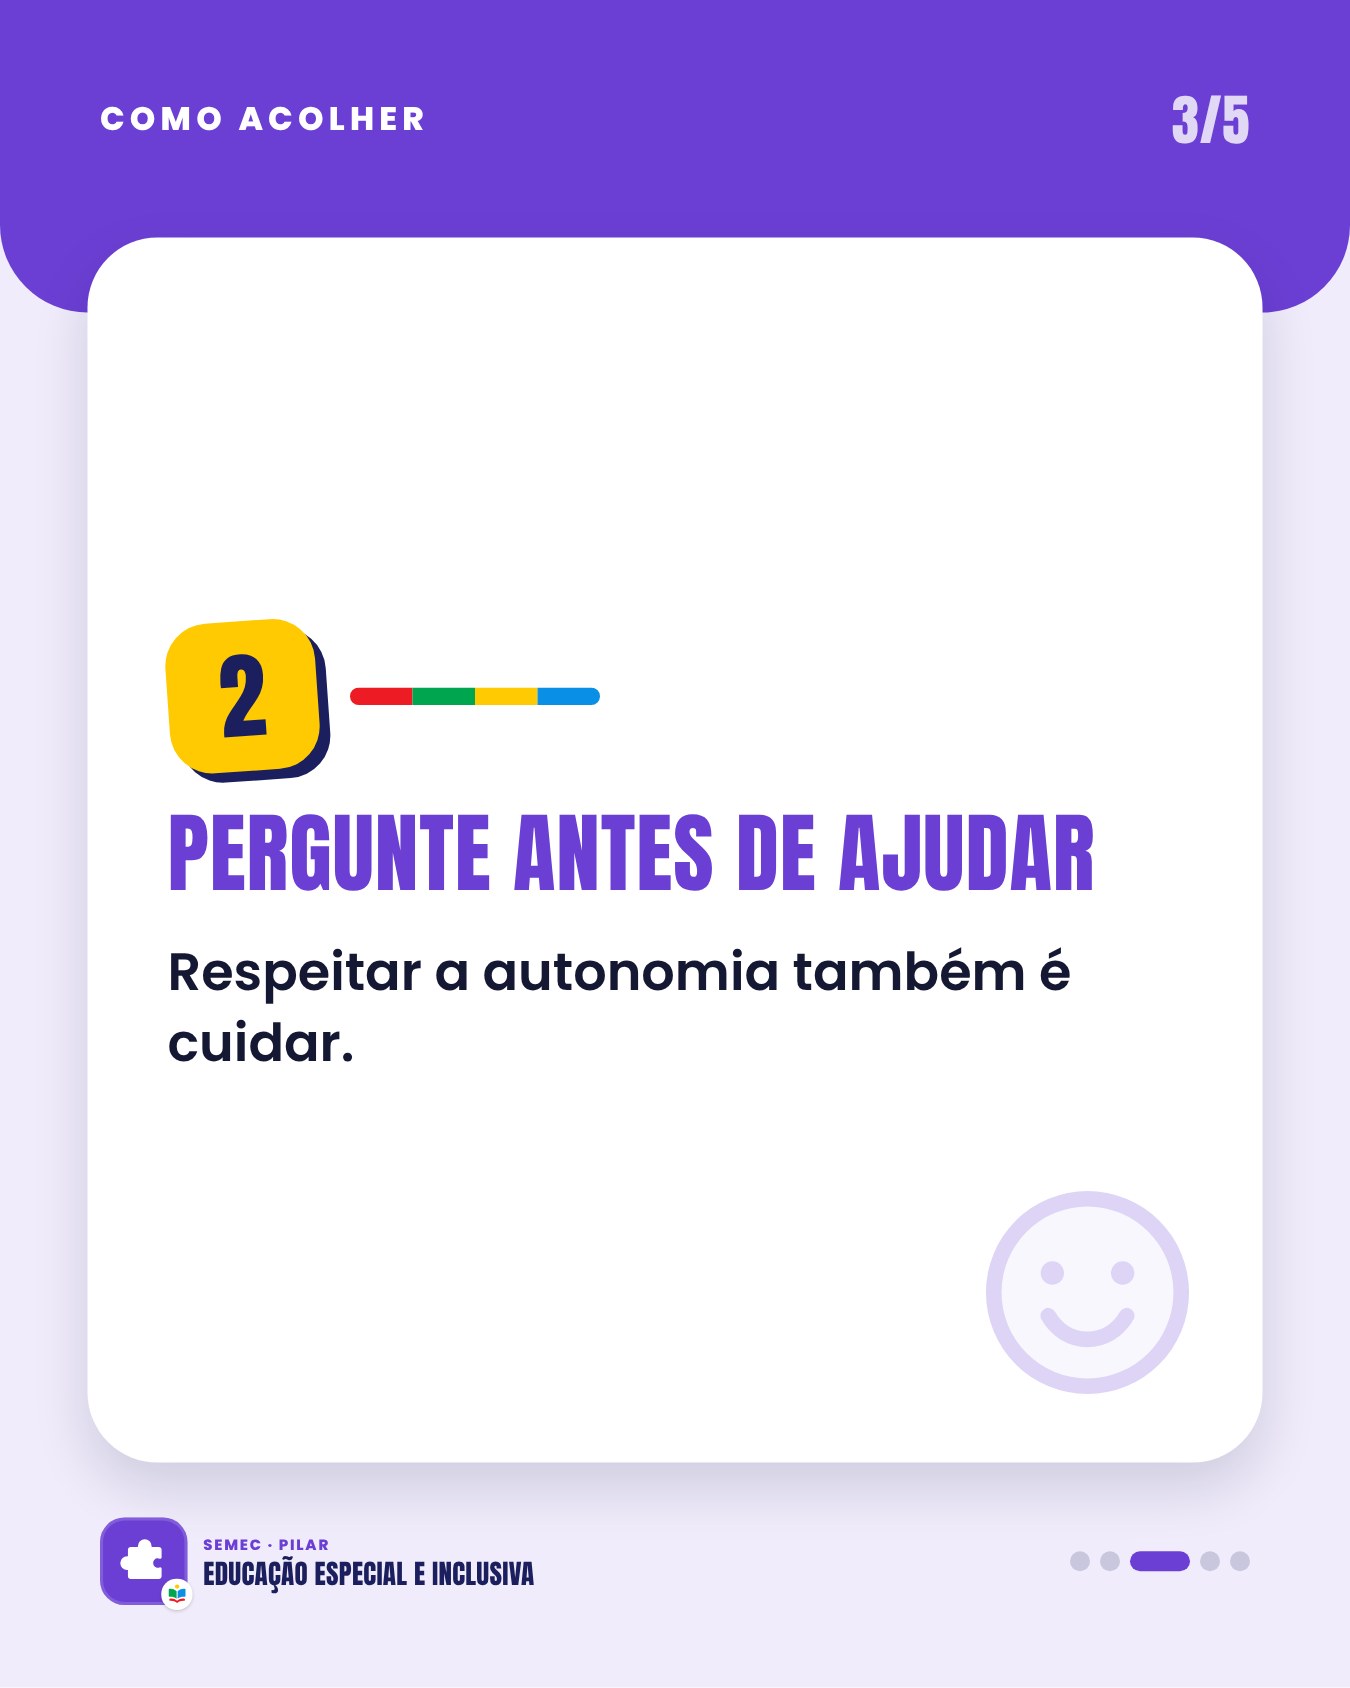 COMO ACOLHER
3/5
2
PERGUNTE ANTES DE AJUDAR
Respeitar a autonomia também é
cuidar.
SEMEC · PILAR
EDUCAÇÃO ESPECIAL E INCLUSIVA